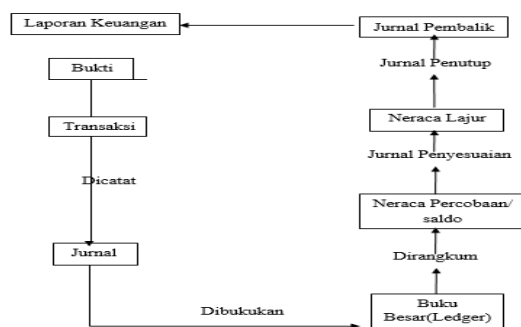 Laporan Keuangan
Jurnal Pembalik
Bukti
Jurnal Penutup
Transaksi
Neraca Lajur
Jurnal Penyesuaian
Dicatat
Neraca Percobaan/
saldo
Jurnal
Dirangkum
Dibukukan
Buku
Besar(Ledger)